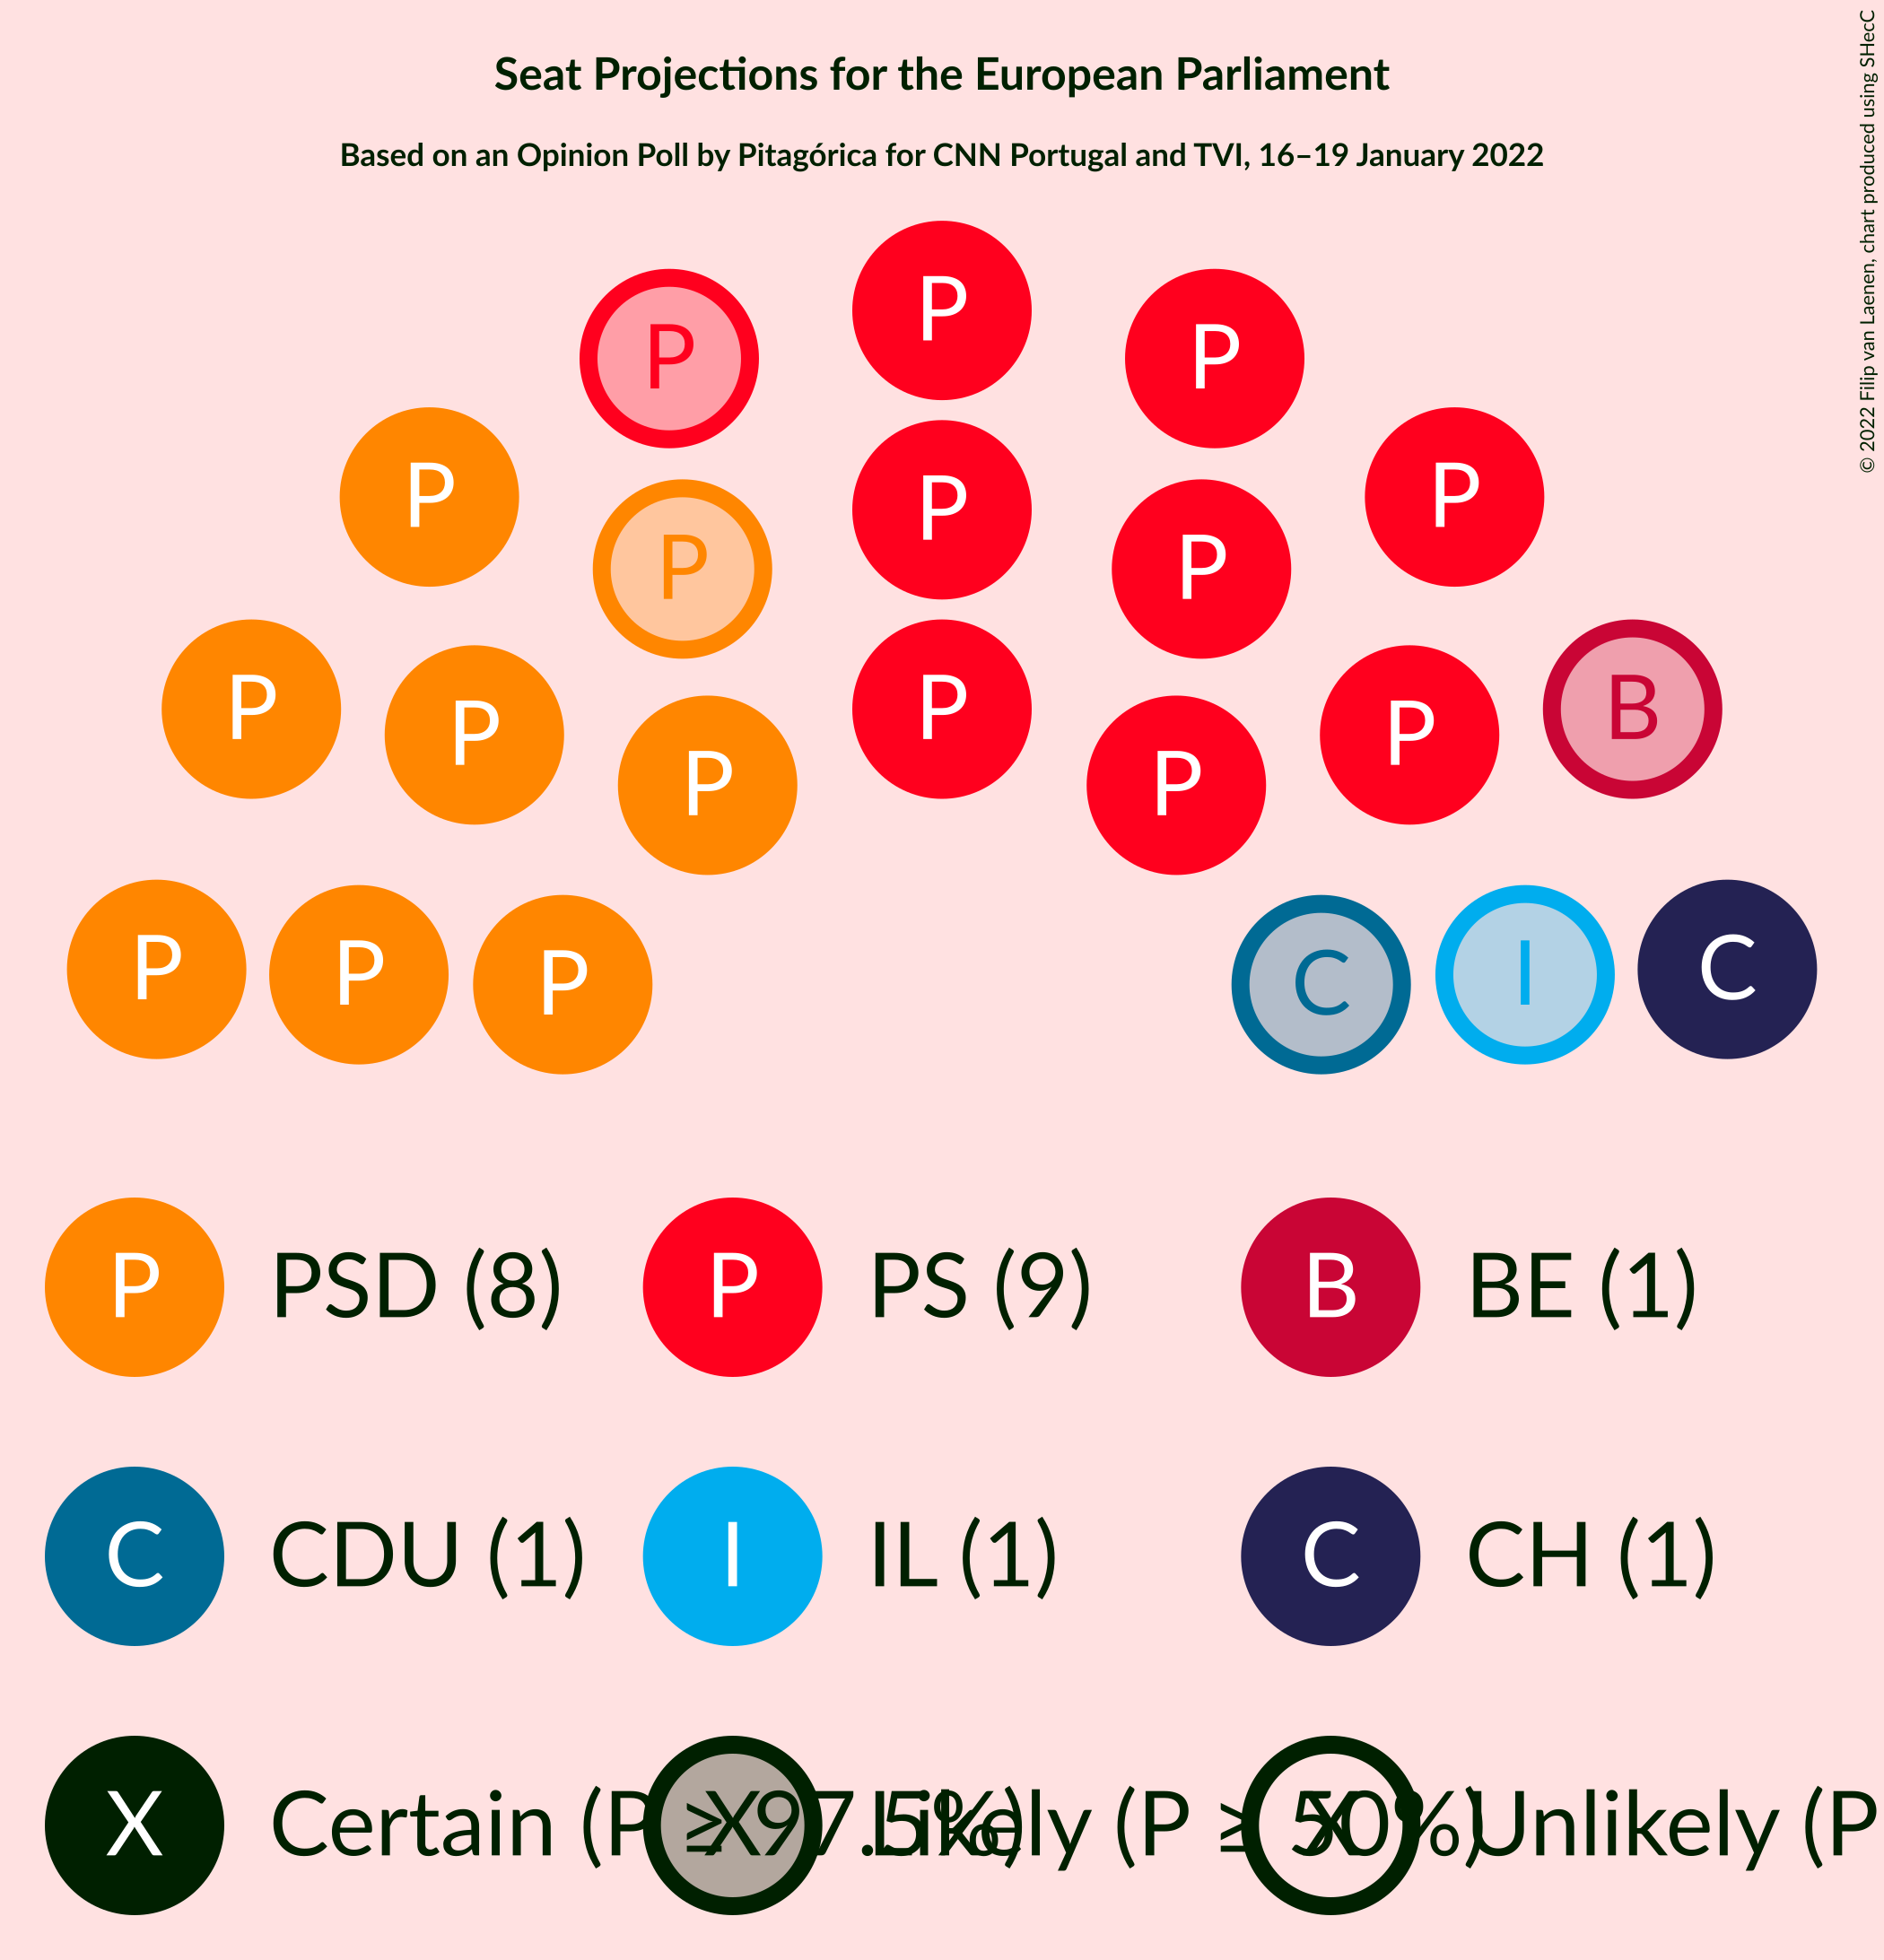 Seat Projections for the European Parliament
Based on an Opinion Poll by Pitagórica for CNN Portugal and TVI, 16–19 January 2022
© 2022 Filip van Laenen, chart produced using SHecC
P
P P
P P
P P P
P B
P P P P
P P
C
P P P C I
P PSD (8) P PS (9) B BE (1)
C CDU (1) I IL (1) C CH (1)
X Certain (P ≥ 97.5%) X Likely (P ≥ 50%) X Unlikely (P